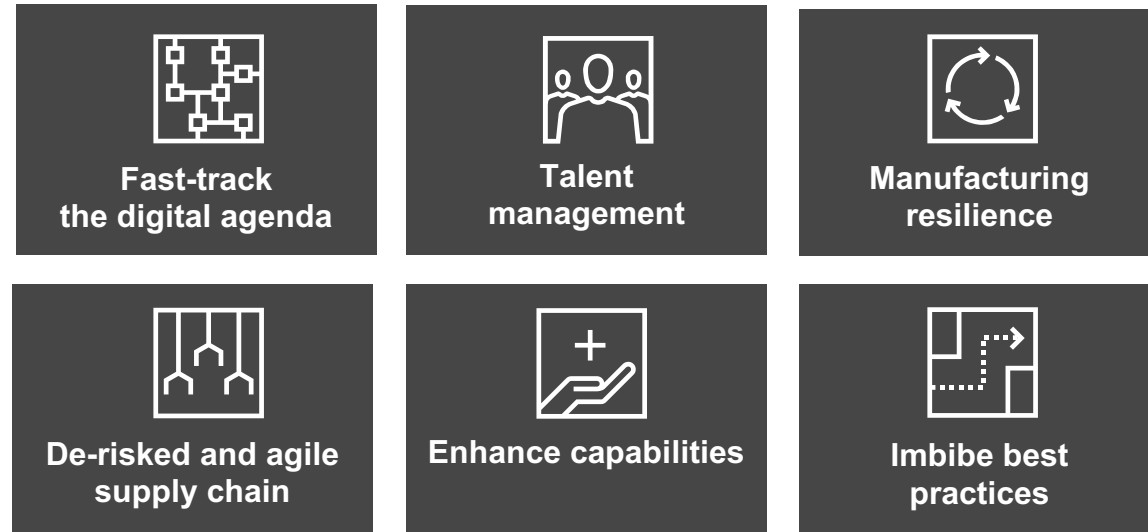 Fast-track
the digital agenda
Talent
management
Manufacturing
resilience
De-risked and agile
supply chain
Enhance capabilities
Imbibe best
practices